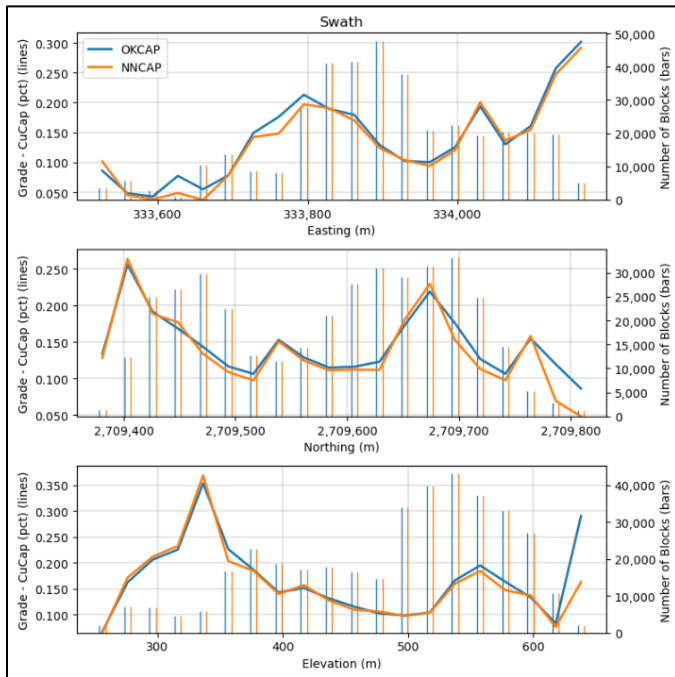 Swath
Grade - CuCap (pct) (lines)
0.300
0.250
0.200
0.150
0.100
0.050
OKCAP
NNCAP
50,000
40,000
30,000
20,000
10,000
0
Number of Blocks (bars)
333,600 333,800 334,000
Easting (m)
Grade - CuCap (pct) (lines)
0.250
0.200
0.150
0.100
0.050
30,000
25,000
20,000
15,000
10,000
5,000
0
Number of Blocks (bars)
2,709,400 2,709,500 2,709,600 2,709,700 2,709,800
Northing (m)
Grade - CuCap (pct) (lines)
0.350
0.300
0.250
0.200
0.150
0.100
40,000
30,000
20,000
10,000
0
Number of Blocks (bars)
300 400 500 600
Elevation (m)